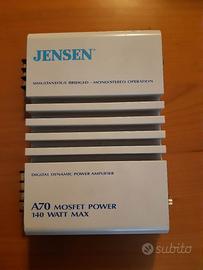 JENSEN
SIMULTANEOUS BRIDGED - MONO/STEREO OPERATION
DIGITAL DYNAMIC POWER AMPLIFIER
A70 MOSFET POWER
140 WATT MAX
subito